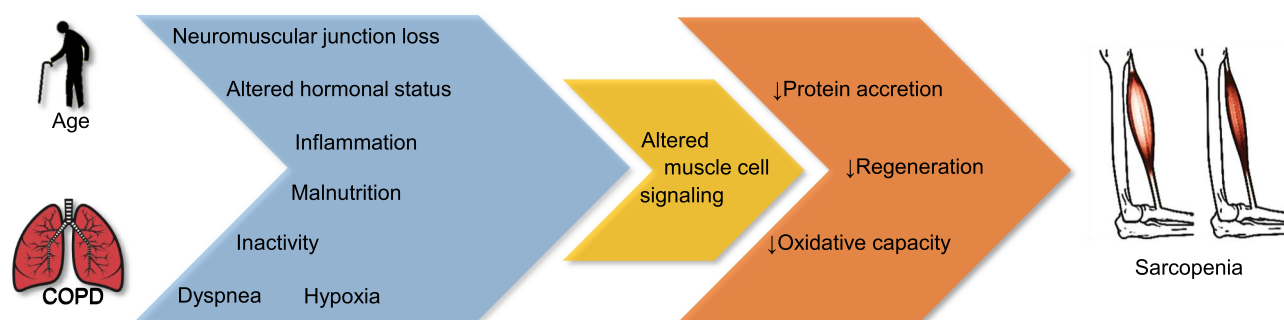 Age
COPD
Neuromuscular junction loss
Altered hormonal status
Inflammation
Malnutrition
Inactivity
Dyspnea
Hypoxia
Altered
muscle cell
signaling
↓Protein accretion
↓Regeneration
↓Oxidative capacity
Sarcopenia